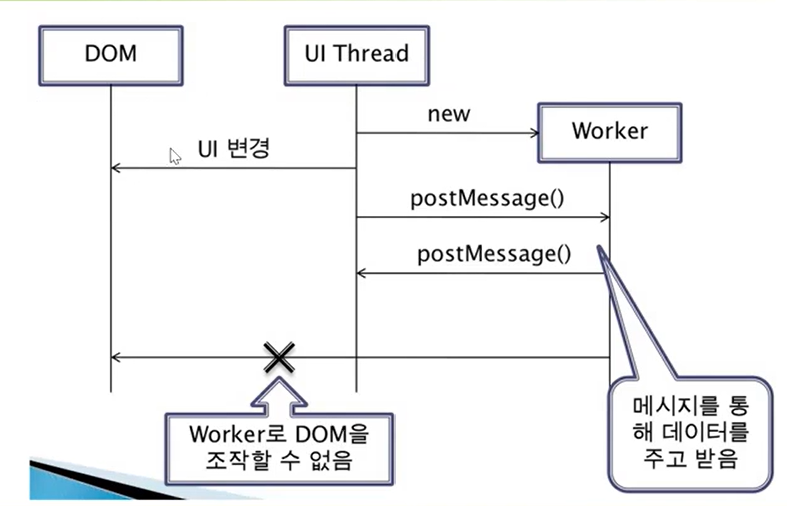 DOM
UI Thread
new
Worker
UI 변경
postMessage()
postMessage()
Worker로 DOM을
조작할 수 없음
메시지를 통
해 데이터를
주고 받음